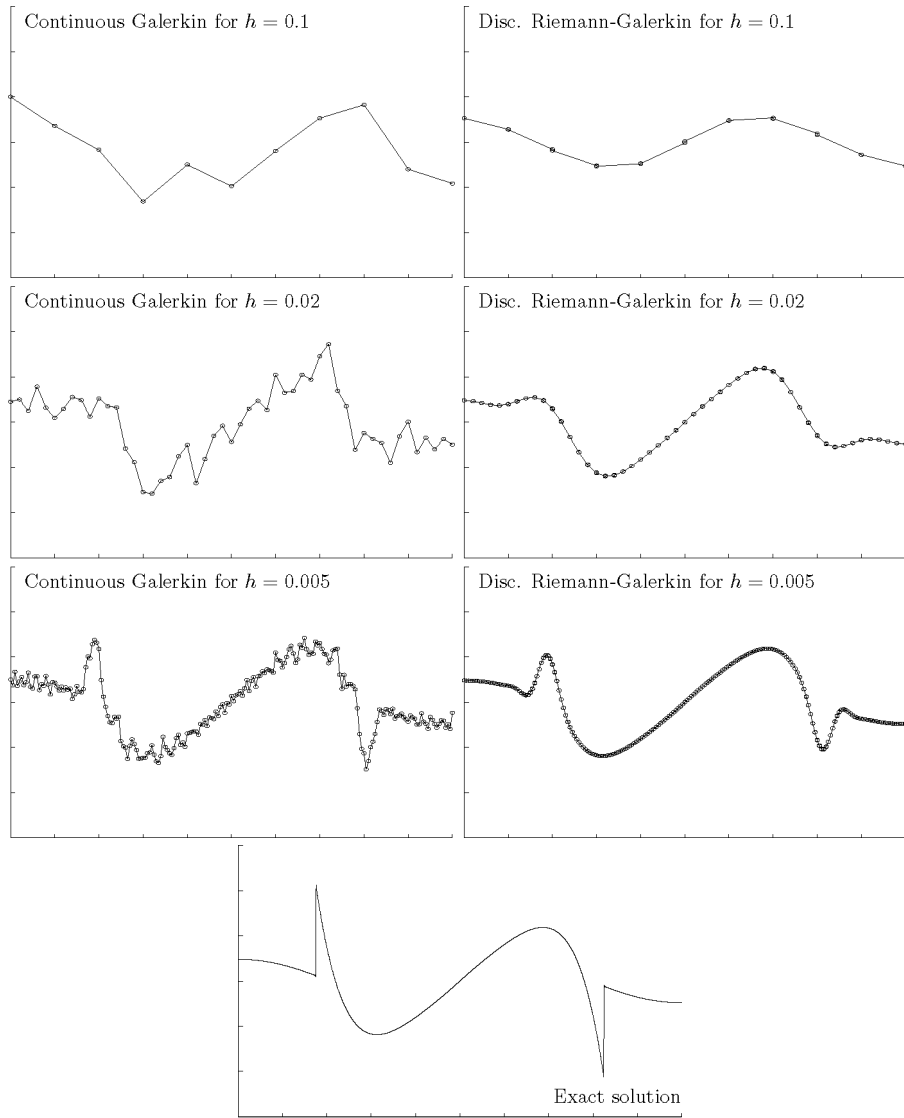 Continuous Galerkin for h = 0.1
Disc. Riemann-Galerkin for h = 0.1
Continuous Galerkin for h = 0.02
Disc. Riemann-Galerkin for h = 0.02
Continuous Galerkin for h = 0.005
Disc. Riemann-Galerkin for h = 0.005
Exact solution